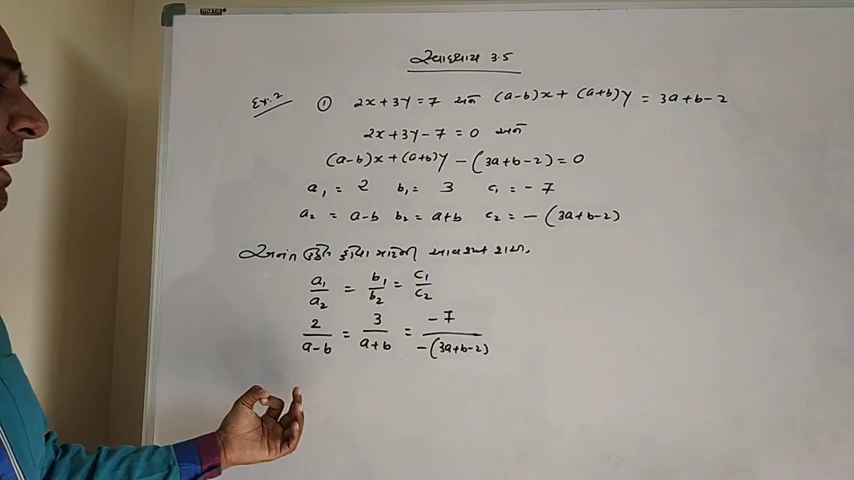 સ્વાધ્યાય 3.5
Ex. 2 ① 2x + 3y = 7 અને (a-b)x + (a+b)y = 3a+b-2
2x + 3y - 7 = 0 અને
(a-b)x + (a+b)y - (3a+b-2) = 0
a₁ = 2 b₁ = 3 c₁ = -7
a₂ = a-b b₂ = a+b c₂ = -(3a+b-2)
અનંત ઉકેલ હોવા માટેની આવશ્યક શરત,
a₁/a₂ = b₁/b₂ = c₁/c₂
2/(a-b) = 3/(a+b) = -7/-(3a+b-2)